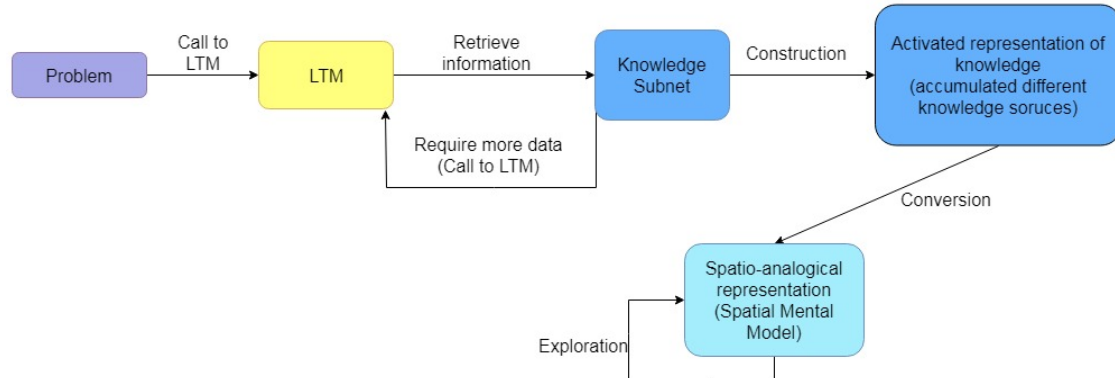 Call to
LTM
Problem
LTM
Retrieve
information
Knowledge
Subnet
Construction
Activated representation of
knowledge
(accumulated different
knowledge soruces)
Require more data
(Call to LTM)
Conversion
Spatio-analogical
representation
(Spatial Mental
Model)
Exploration